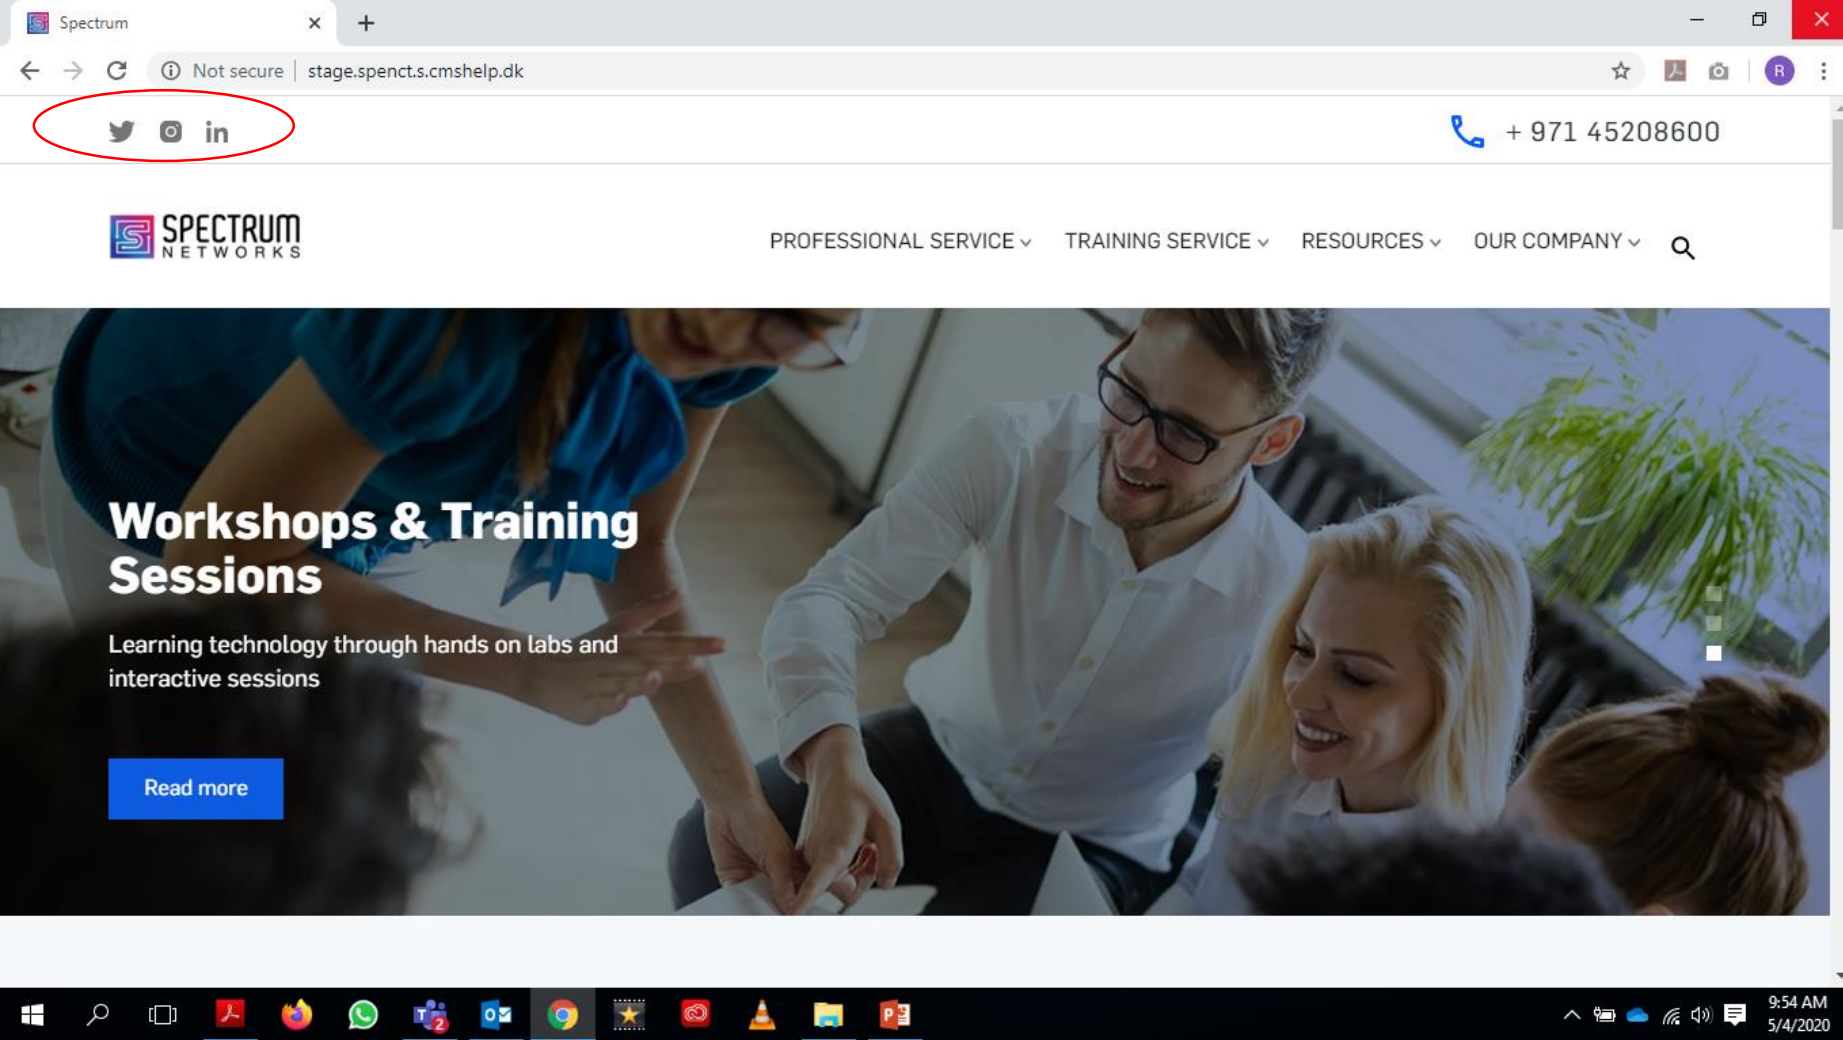 Spectrum
Not secure | stage.spenct.s.cmshelp.dk
R
in
+ 971 45208600
SPECTRUM
NETWORKS
PROFESSIONAL SERVICE TRAINING SERVICE RESOURCES OUR COMPANY
Workshops & Training
Sessions
Learning technology through hands on labs and
interactive sessions
Read more
9:54 AM
5/4/2020